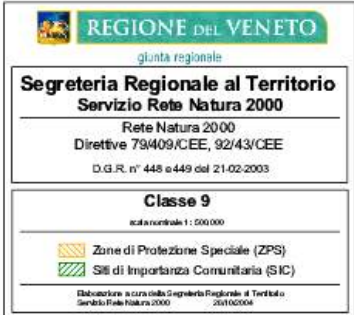 REGIONE DEL VENETO
giunta regionale
Segreteria Regionale al Territorio
Servizio Rete Natura 2000
Rete Natura 2000
Direttive 79/409/CEE, 92/43/CEE
D.G.R. n° 448 e 449 del 21-02-2003
Classe 9
scala nominale 1 : 500,000
Zone di Protezione Speciale (ZPS)
Siti di Importanza Comunitaria (SIC)
Elaborazione a cura della Segreteria Regionale al Territorio
Servizio Rete Natura 2000 20/10/2004